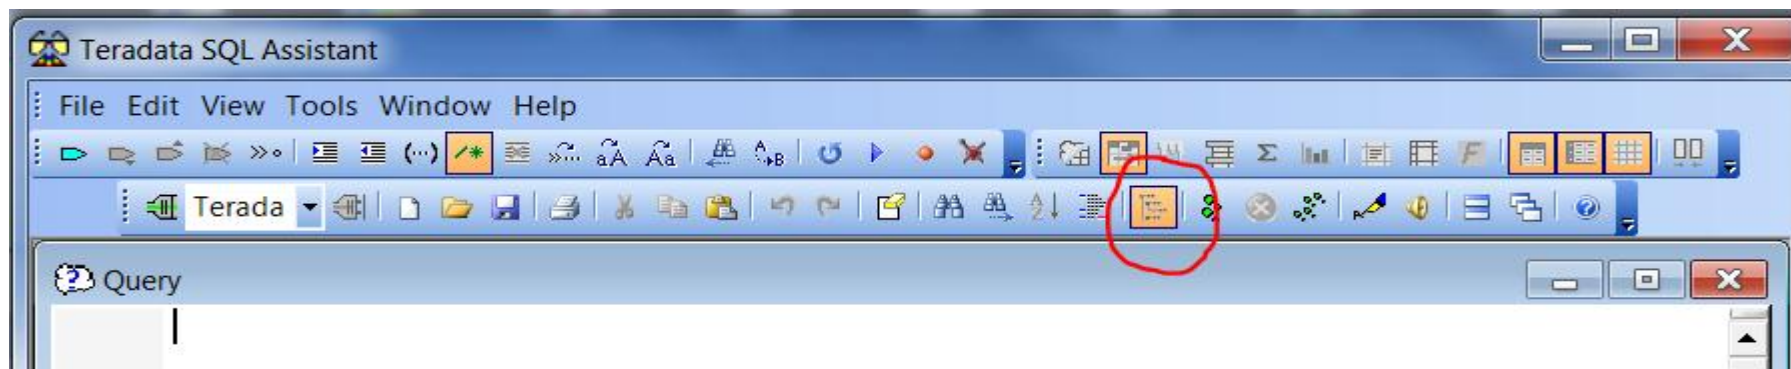 Teradata SQL Assistant
File Edit View Tools Window Help
Terada
Query